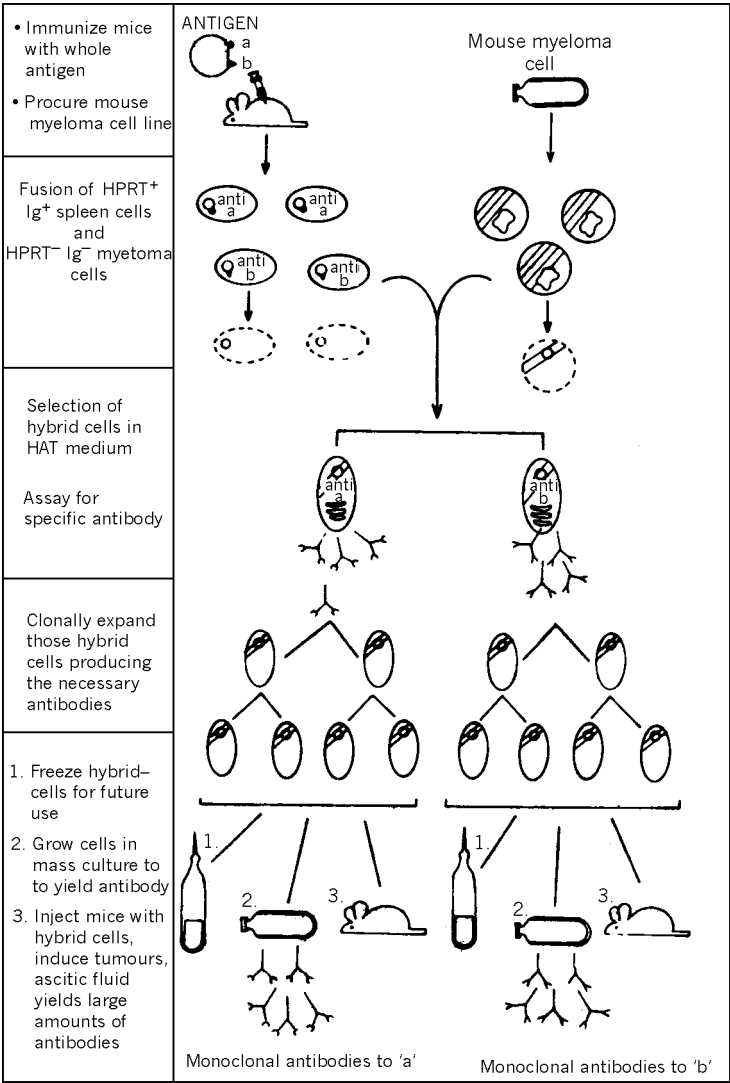 • Immunize mice
with whole
antigen
• Procure mouse
myeloma cell line
ANTIGEN
a
b
Mouse myeloma
cell
Fusion of HPRT⁺
Ig⁺ spleen cells
and
HPRT⁻ Ig⁻ myetoma
cells
anti
a
anti
a
anti
b
anti
b
Selection of
hybrid cells in
HAT medium
Assay for
specific antibody
anti
a
anti
b
Clonally expand
those hybrid
cells producing
the necessary
antibodies
1. Freeze hybrid–
cells for future
use
2. Grow cells in
mass culture to
to yield antibody
3. Inject mice with
hybrid cells,
induce tumours,
ascitic fluid
yields large
amounts of
antibodies
1.
2.
3.
1.
2.
3.
Monoclonal antibodies to ‘a’
Monoclonal antibodies to ‘b’